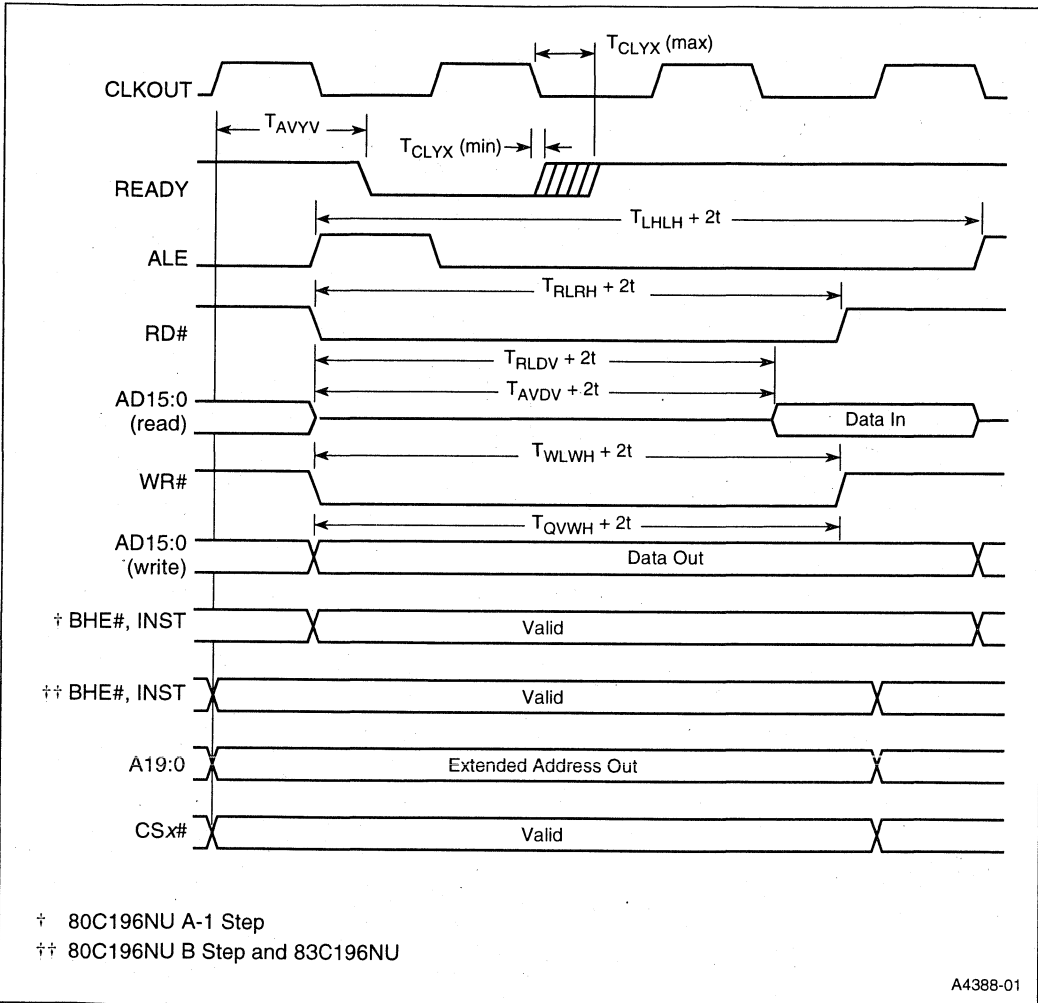 T_CLYX (max)
CLKOUT
T_AVYV
T_CLYX (min)
READY
T_LHLH + 2t
ALE
T_RLRH + 2t
RD#
T_RLDV + 2t
AD15:0
(read)
T_AVDV + 2t
Data In
T_WLWH + 2t
WR#
T_QVWH + 2t
AD15:0
(write)
Data Out
† BHE#, INST
Valid
†† BHE#, INST
Valid
A19:0
Extended Address Out
CSx#
Valid
† 80C196NU A-1 Step
†† 80C196NU B Step and 83C196NU
A4388-01